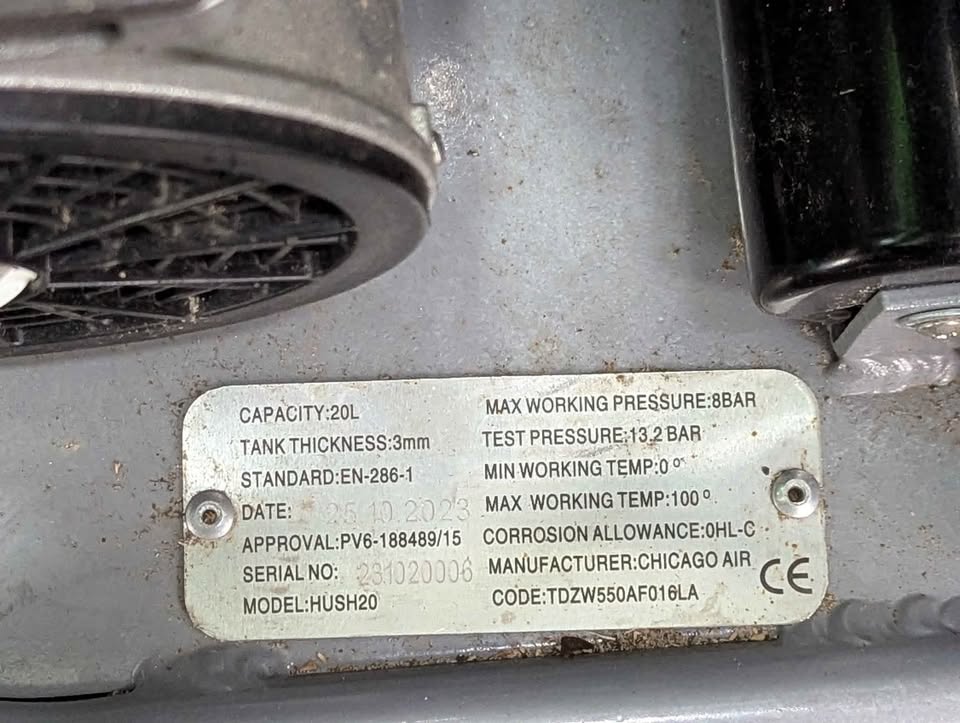 CAPACITY:20L
TANK THICKNESS:3mm
STANDARD:EN-286-1
DATE: 25.10.2023
APPROVAL:PV6-188489/15
SERIAL NO: 231020006
MODEL:HUSH20
MAX WORKING PRESSURE:8BAR
TEST PRESSURE:13.2 BAR
MIN WORKING TEMP:0°
MAX WORKING TEMP:100°
CORROSION ALLOWANCE:0HL-C
MANUFACTURER:CHICAGO AIR
CODE:TDZW550AF016LA
CE